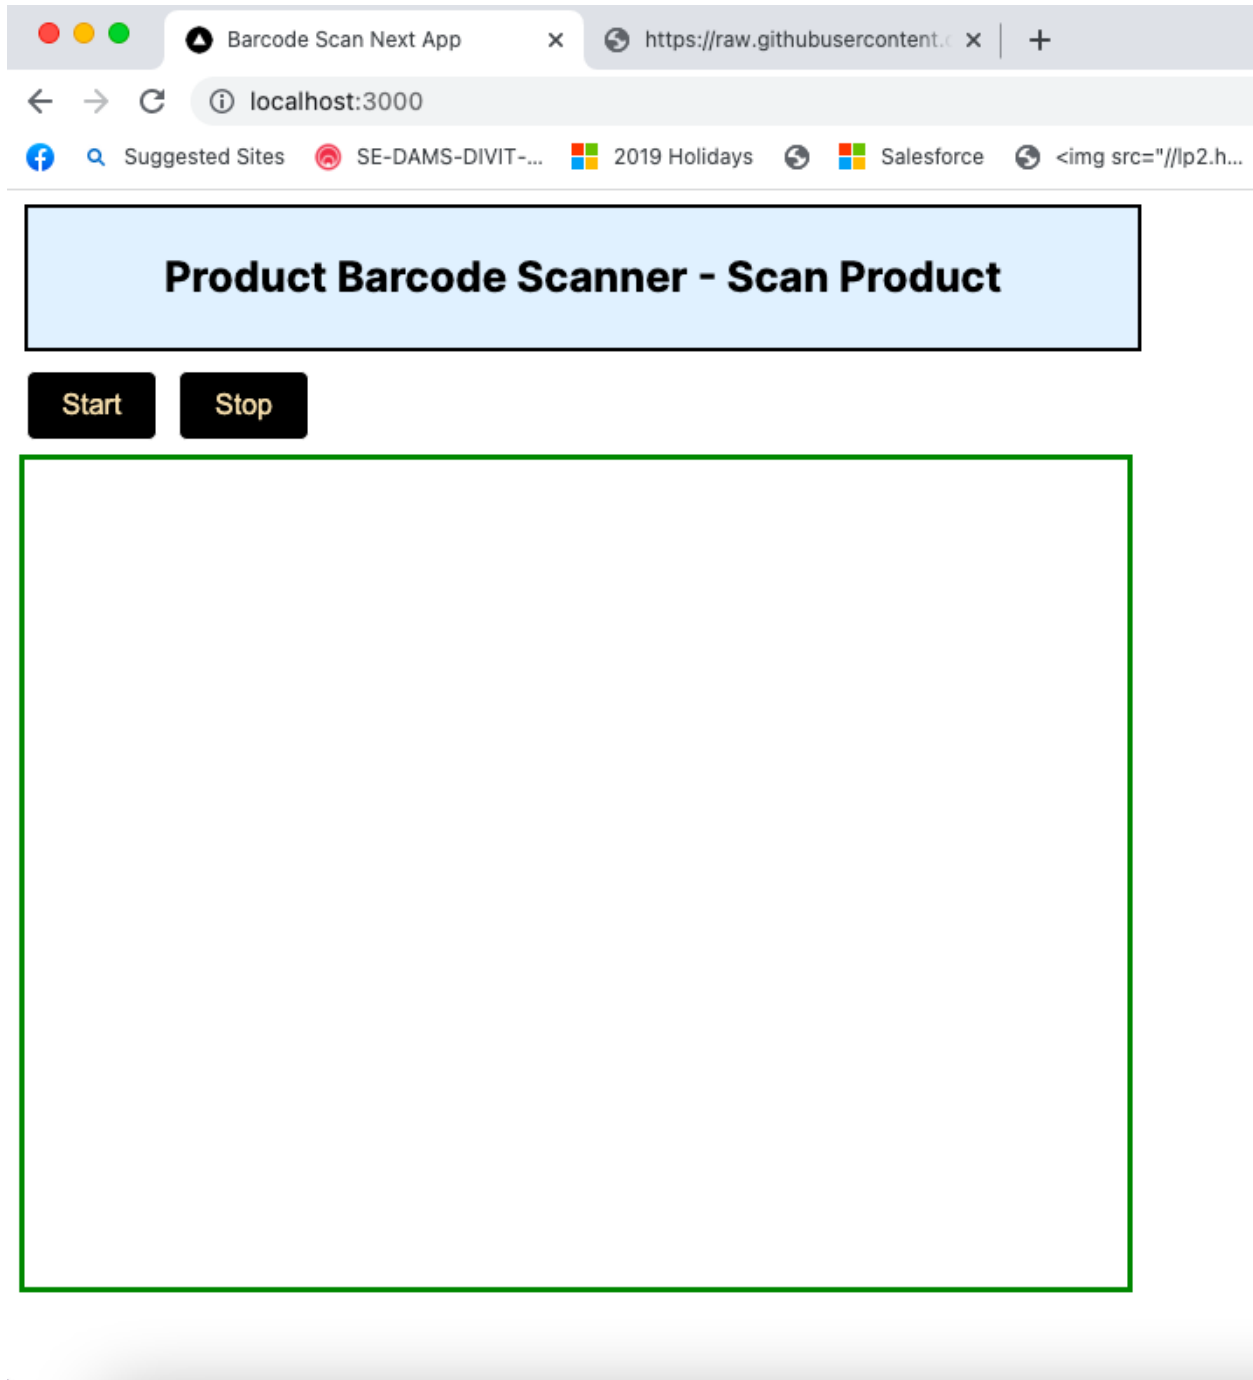 Barcode Scan Next App
https://raw.githubusercontent.
localhost:3000
Suggested Sites SE-DAMS-DIVIT-... 2019 Holidays Salesforce <img src="//lp2.h...
Product Barcode Scanner - Scan Product
Start Stop